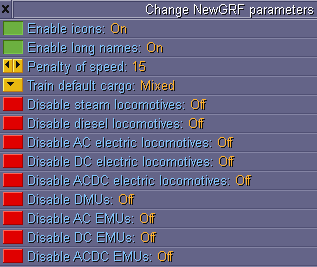 Change NewGRF parameters
Enable icons: On
Enable long names: On
Penalty of speed: 15
Train default cargo: Mixed
Disable steam locomotives: Off
Disable diesel locomotives: Off
Disable AC electric locomotives: Off
Disable DC electric locomotives: Off
Disable ACDC electric locomotives: Off
Disable DMUs: Off
Disable AC EMUs: Off
Disable DC EMUs: Off
Disable ACDC EMUs: Off